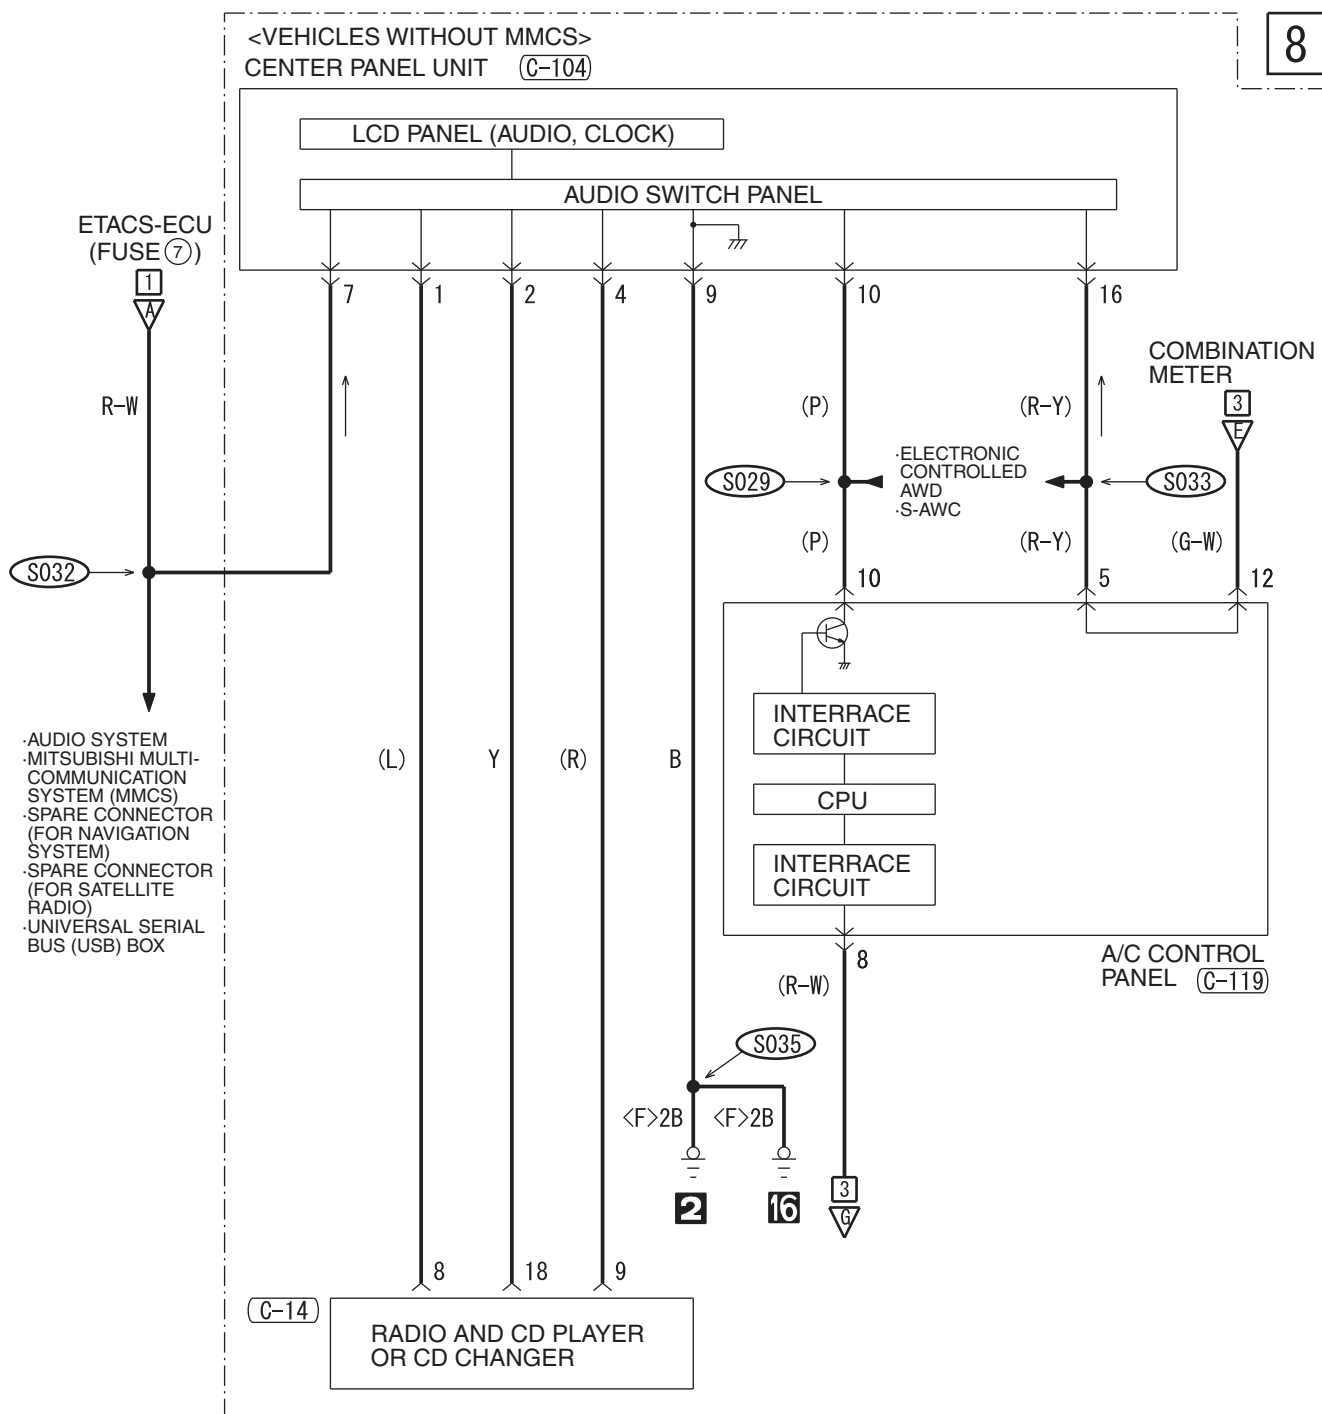 <VEHICLES WITHOUT MMCS>
CENTER PANEL UNIT (C-104)
8
LCD PANEL (AUDIO, CLOCK)
AUDIO SWITCH PANEL
ETACS-ECU
(FUSE 7)
1
A
7
1
2
4
9
10
16
COMBINATION
METER
3
E
R-W
(P)
(R-Y)
·ELECTRONIC
CONTROLLED
AWD
·S-AWC
S029
S033
(P)
(R-Y)
(G-W)
S032
10
5
12
INTERRACE
CIRCUIT
CPU
INTERRACE
CIRCUIT
·AUDIO SYSTEM
·MITSUBISHI MULTI-
COMMUNICATION
SYSTEM (MMCS)
·SPARE CONNECTOR
(FOR NAVIGATION
SYSTEM)
·SPARE CONNECTOR
(FOR SATELLITE
RADIO)
·UNIVERSAL SERIAL
BUS (USB) BOX
(L)
Y
(R)
B
8
A/C CONTROL
PANEL (C-119)
(R-W)
S035
<F>2B
<F>2B
2
16
3
G
8
18
9
C-14
RADIO AND CD PLAYER
OR CD CHANGER